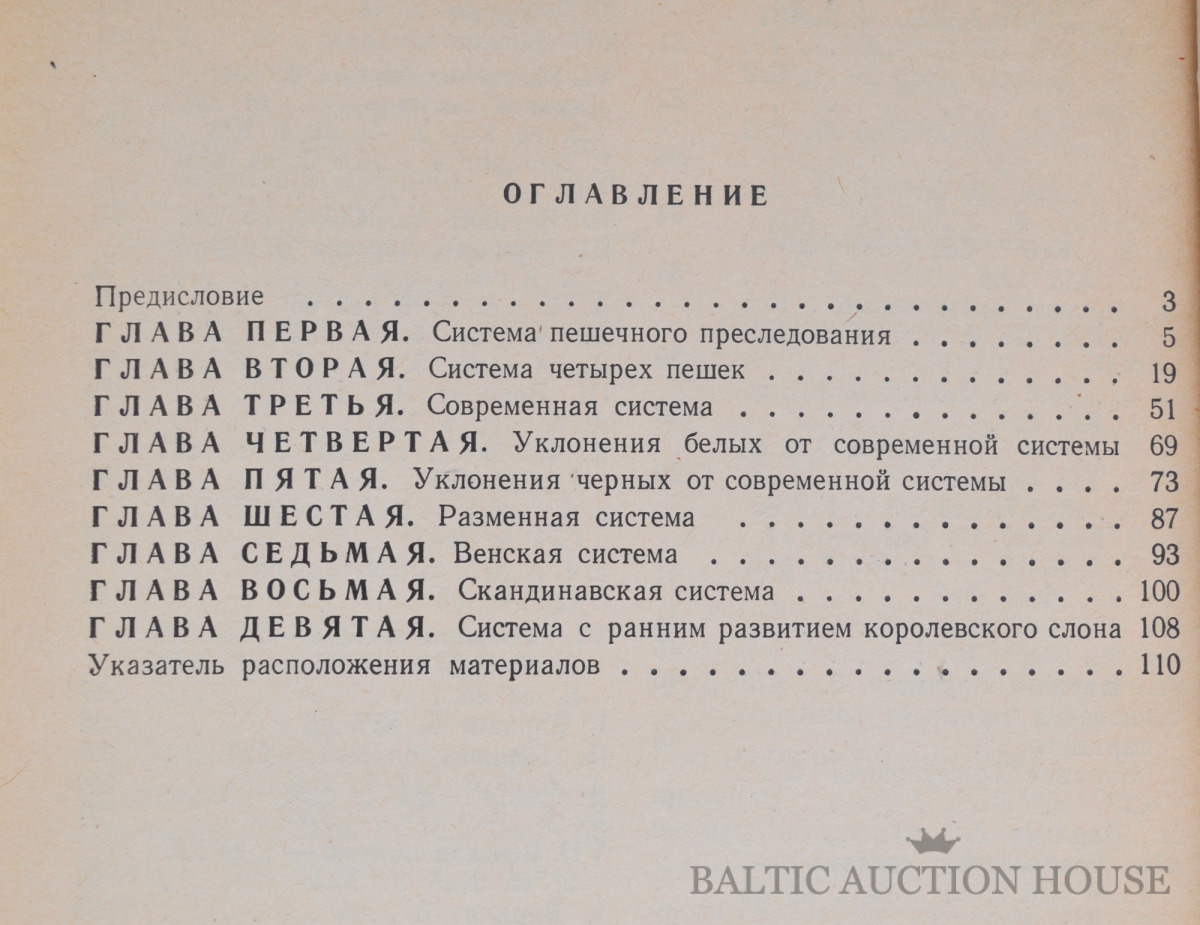 ОГЛАВЛЕНИЕ
Предисловие . . . . . . . . . . . . . . . . . . . . . . . . . . . . . 3
ГЛАВА ПЕРВАЯ. Система пешечного преследования . . . . . . . . 5
ГЛАВА ВТОРАЯ. Система четырех пешек . . . . . . . . . . . . . 19
ГЛАВА ТРЕТЬЯ. Современная система . . . . . . . . . . . . . . 51
ГЛАВА ЧЕТВЕРТАЯ. Уклонения белых от современной системы 69
ГЛАВА ПЯТАЯ. Уклонения черных от современной системы . . . . 73
ГЛАВА ШЕСТАЯ. Разменная система . . . . . . . . . . . . . . 87
ГЛАВА СЕДЬМАЯ. Венская система . . . . . . . . . . . . . . . 93
ГЛАВА ВОСЬМАЯ. Скандинавская система . . . . . . . . . . . . 100
ГЛАВА ДЕВЯТАЯ. Система с ранним развитием королевского слона 108
Указатель расположения материалов . . . . . . . . . . . . . . . . . . 110
BALTIC AUCTION HOUSE